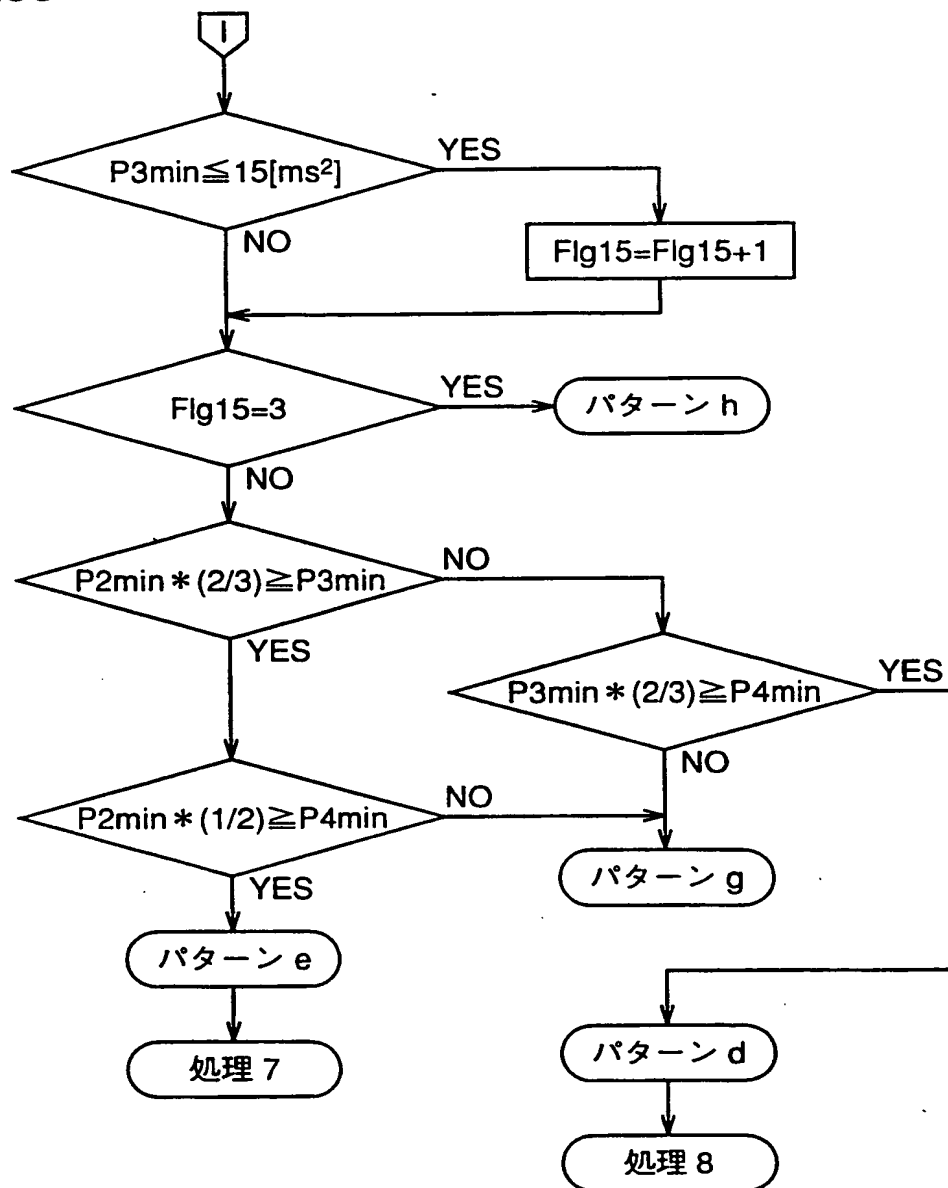 I
P3min≦15[ms²]
YES
NO
Flg15=Flg15+1
Flg15=3
YES
パターン h
NO
P2min*(2/3)≧P3min
NO
YES
P3min*(2/3)≧P4min
YES
NO
P2min*(1/2)≧P4min
NO
YES
パターン g
パターン e
処理 7
パターン d
処理 8